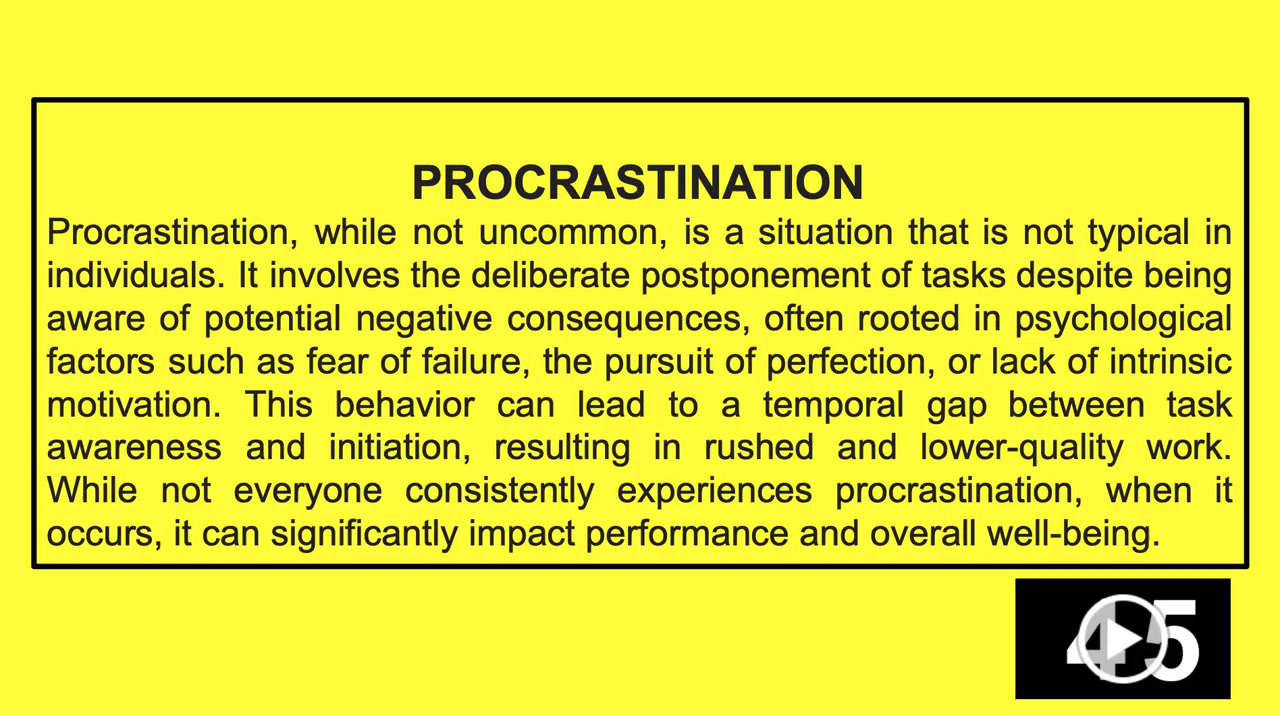 PROCRASTINATION
Procrastination, while not uncommon, is a situation that is not typical in
individuals. It involves the deliberate postponement of tasks despite being
aware of potential negative consequences, often rooted in psychological
factors such as fear of failure, the pursuit of perfection, or lack of intrinsic
motivation. This behavior can lead to a temporal gap between task
awareness and initiation, resulting in rushed and lower-quality work.
While not everyone consistently experiences procrastination, when it
occurs, it can significantly impact performance and overall well-being.
45